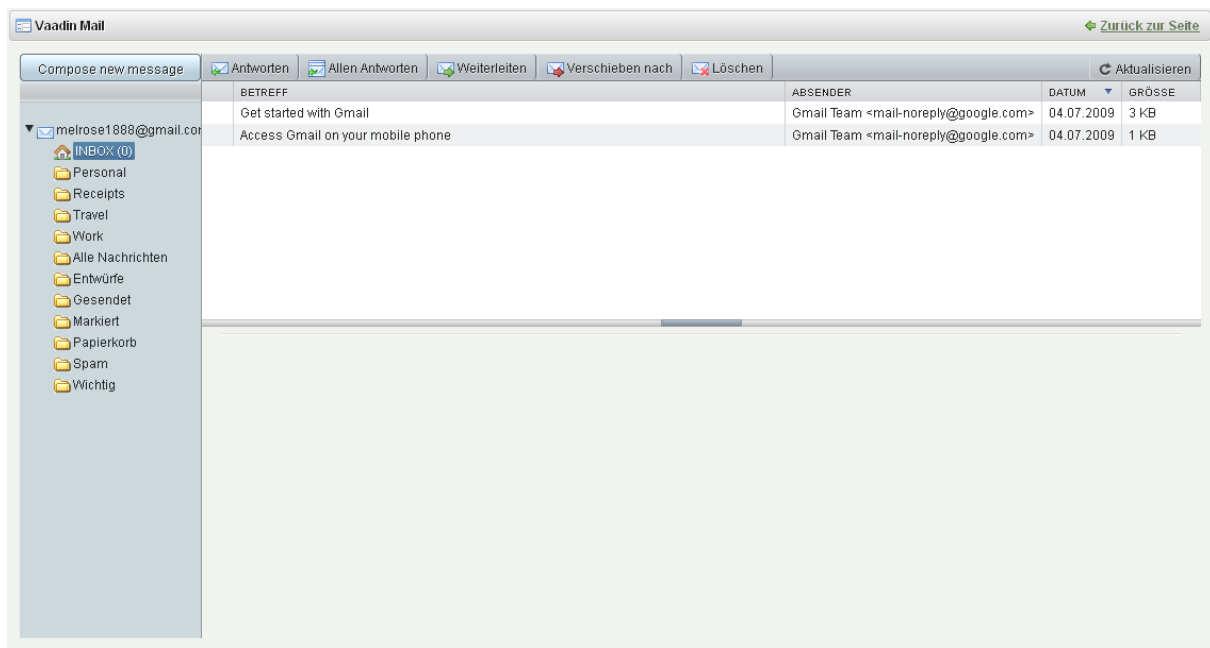 Vaadin Mail
Zurück zur Seite
Compose new message
Antworten
Allen Antworten
Weiterleiten
Verschieben nach
Löschen
Aktualisieren
BETREFF ABSENDER DATUM GRÖSSE
Get started with Gmail Gmail Team <mail-noreply@google.com> 04.07.2009 3 KB
Access Gmail on your mobile phone Gmail Team <mail-noreply@google.com> 04.07.2009 1 KB
melrose1888@gmail.cor
INBOX (0)
Personal
Receipts
Travel
Work
Alle Nachrichten
Entwürfe
Gesendet
Markiert
Papierkorb
Spam
Wichtig